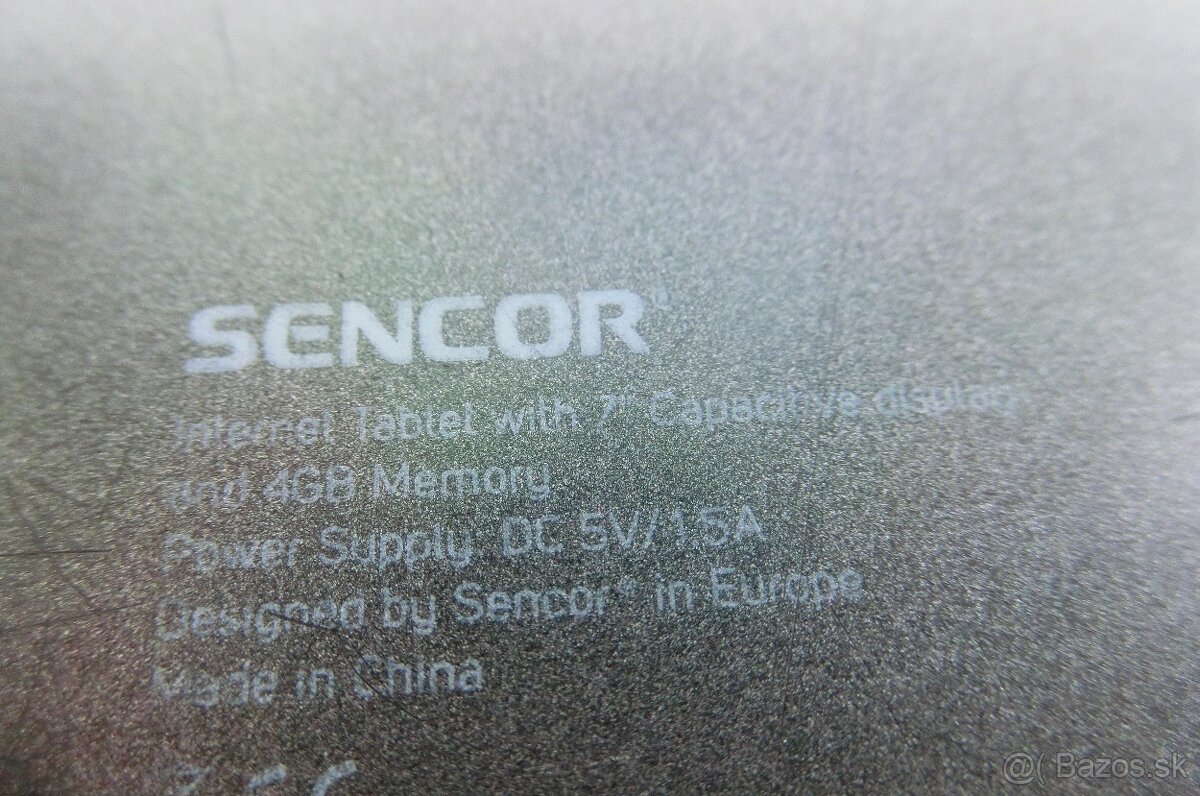 SENCOR®
Internet Tablet with 7" Capacitive display
and 4GB Memory
Power Supply: DC 5V/1.5A
Designed by Sencor® in Europe
Made in China
@( Bazos.sk